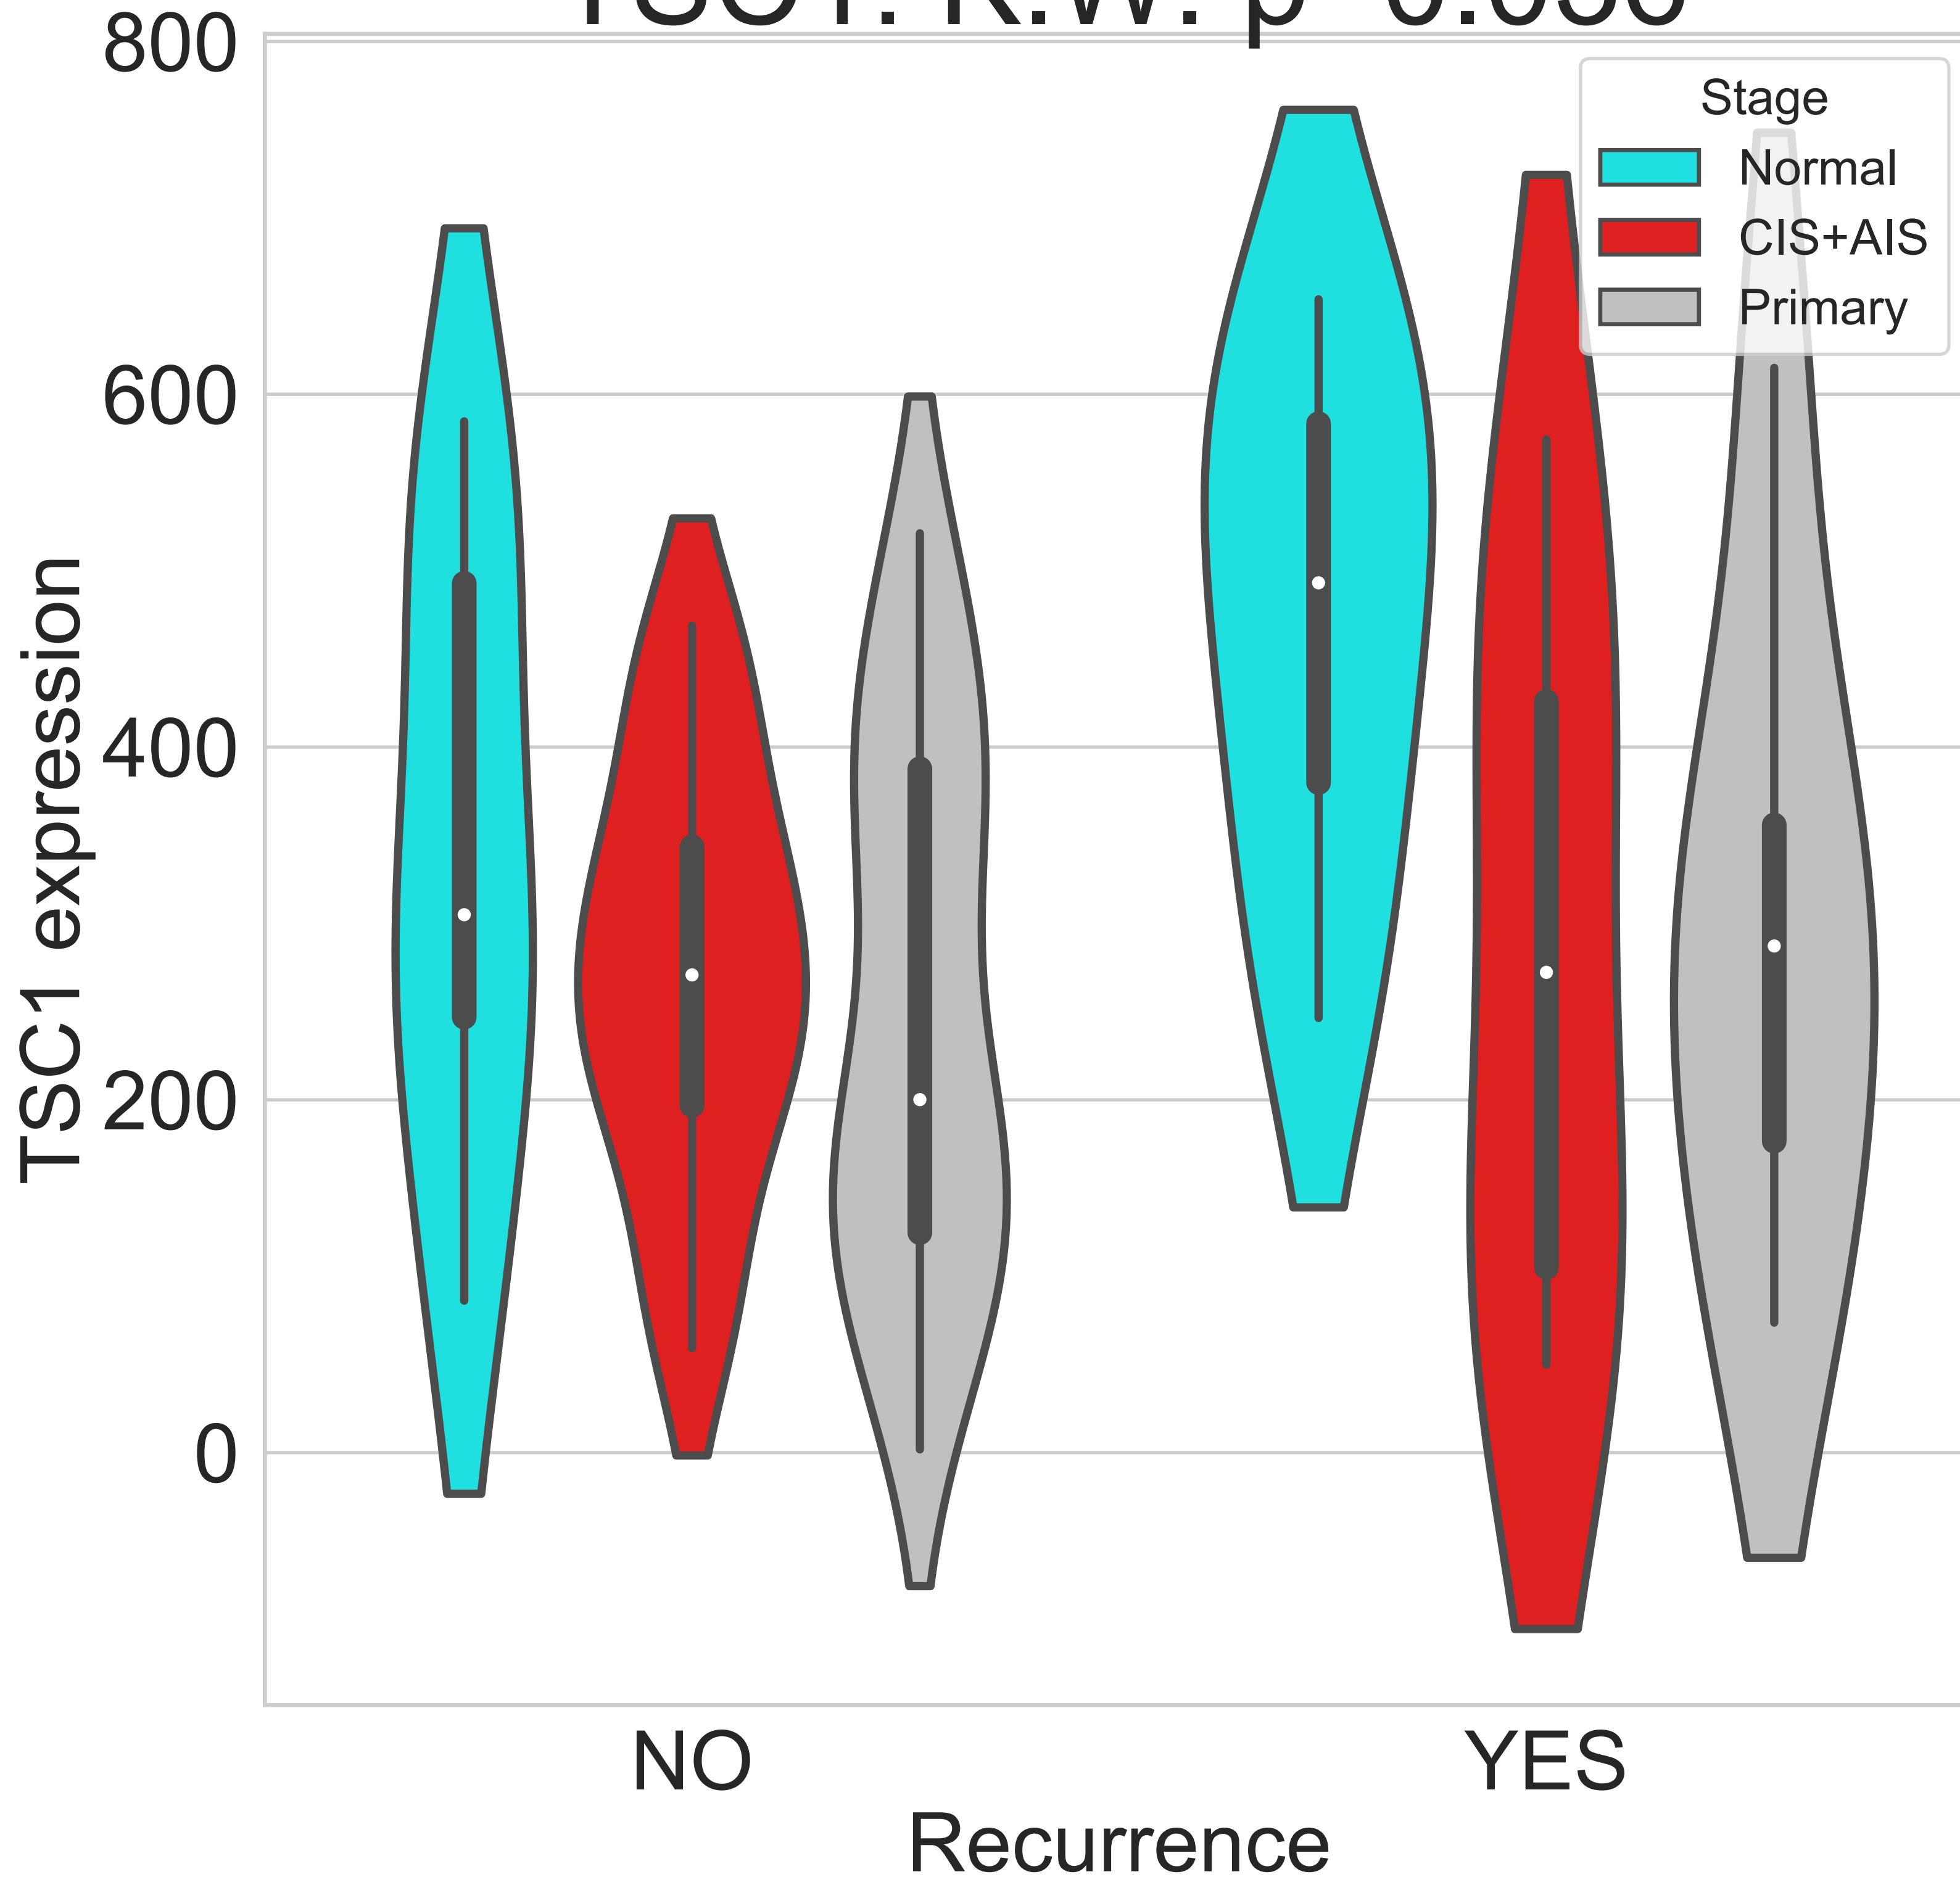 800
600
400
200
0
TSC1 expression
Stage
Normal
CIS+AIS
Primary
NO
YES
Recurrence